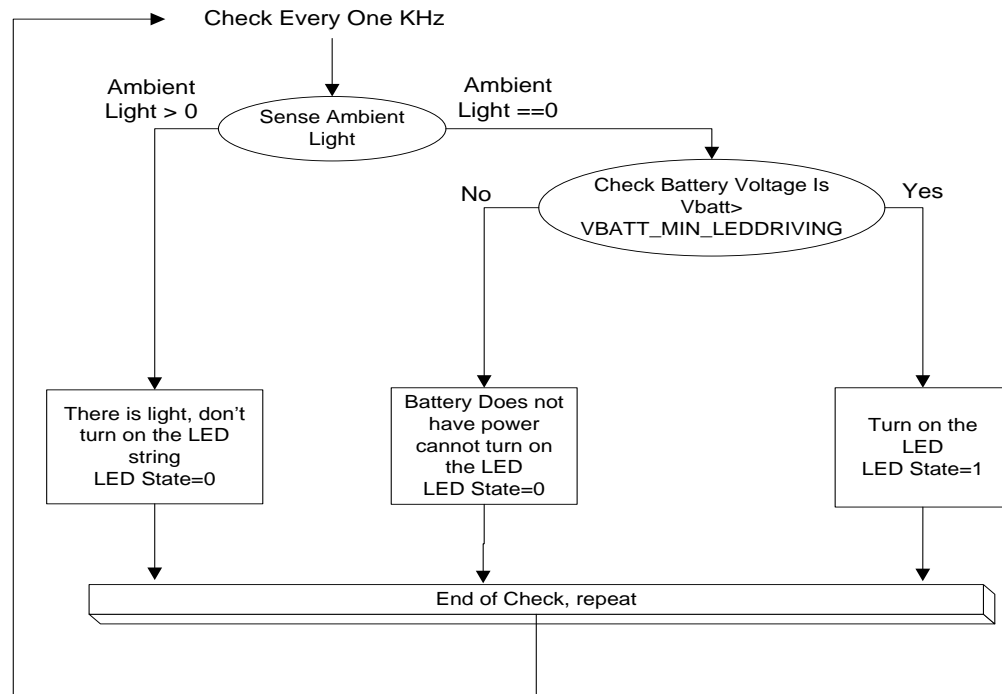 Check Every One KHz
Ambient
Light > 0
Ambient
Light ==0
Sense Ambient
Light
No
Check Battery Voltage Is
Vbatt>
VBATT_MIN_LEDDRIVING
Yes
There is light, don't
turn on the LED
string
LED State=0
Battery Does not
have power
cannot turn on
the LED
LED State=0
Turn on the
LED
LED State=1
End of Check, repeat